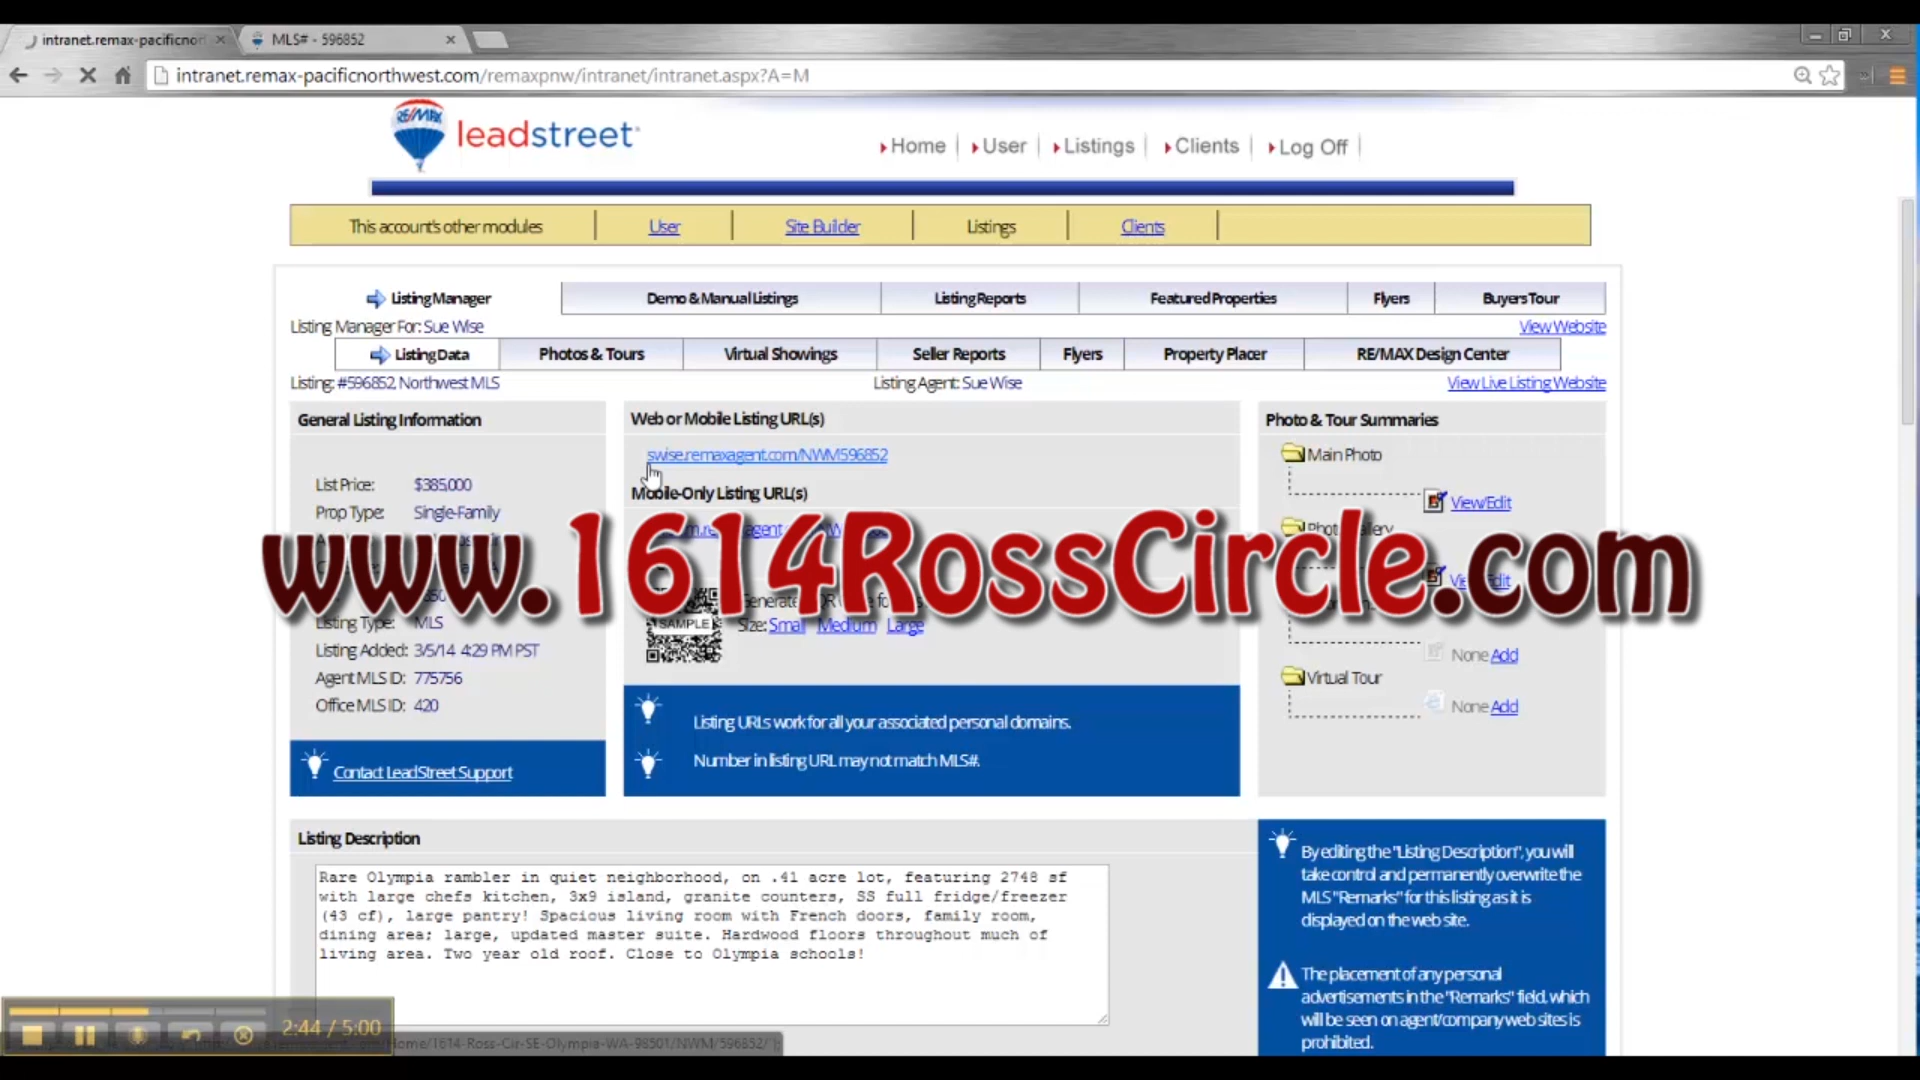 intranet.remax-pacificnor
MLS# - 596852
intranet.remax-pacificnorthwest.com/remaxpnw/intranet/intranet.aspx?A=M
RE/MAX leadstreet
Home User Listings Clients Log Off
This account's other modules User Site Builder Listings Clients
Listing Manager Demo & Manual Listings Listing Reports Featured Properties Flyers Buyers Tour
Listing Manager For: Sue Wise View Website
Listing Data Photos & Tours Virtual Showings Seller Reports Flyers Property Placer RE/MAX Design Center
Listing: #596852, Northwest MLS Listing Agent: Sue Wise View Live Listing Website
General Listing Information
List Price: $385,000
Prop Type: Single-Family
Listing Type: MLS
Listing Added: 3/5/14 4:29 PM PST
Agent MLS ID: 775756
Office MLS ID: 420
Contact LeadStreet Support
Web or Mobile Listing URL(s)
swise.remaxagent.com/NWM596852
Mobile-Only Listing URL(s)
www.1614RossCircle.com
SAMPLE
Size: Small Medium Large
Listing URLs work for all your associated personal domains.
Number in listing URL may not match MLS#.
Photo & Tour Summaries
Main Photo
View/Edit
None Add
Virtual Tour
None Add
Listing Description
Rare Olympia rambler in quiet neighborhood, on .41 acre lot, featuring 2748 sf
with large chefs kitchen, 3x9 island, granite counters, SS full fridge/freezer
(43 cf), large pantry! Spacious living room with French doors, family room,
dining area; large, updated master suite. Hardwood floors throughout much of
living area. Two year old roof. Close to Olympia schools!
By editing the "Listing Description", you will
take control and permanently overwrite the
MLS "Remarks" for this listing as it is
displayed on the web site.
The placement of any personal
advertisements in the "Remarks" field, which
will be seen on agent/company web sites is
prohibited.
2:44 / 5:00
/Home/1614-Ross-Cir-SE-Olympia-WA-98501/NWM/596852/